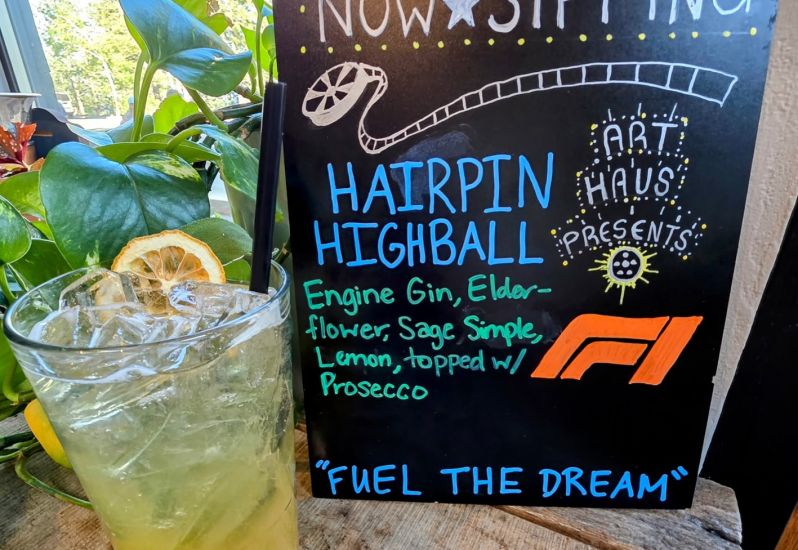 NOW ★ SIPPING
ART
HAUS
PRESENTS
HAIRPIN
HIGHBALL
Engine Gin, Elder-
flower, Sage Simple,
Lemon, topped w/
Prosecco
F1
"FUEL THE DREAM"